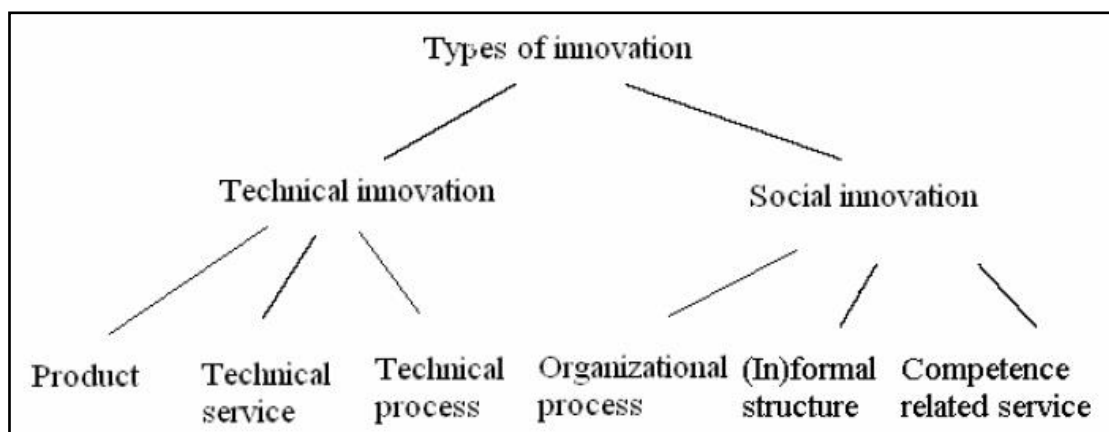 Types of innovation
Technical innovation
Social innovation
Product
Technical
service
Technical
process
Organizational
process
(In)formal
structure
Competence
related service